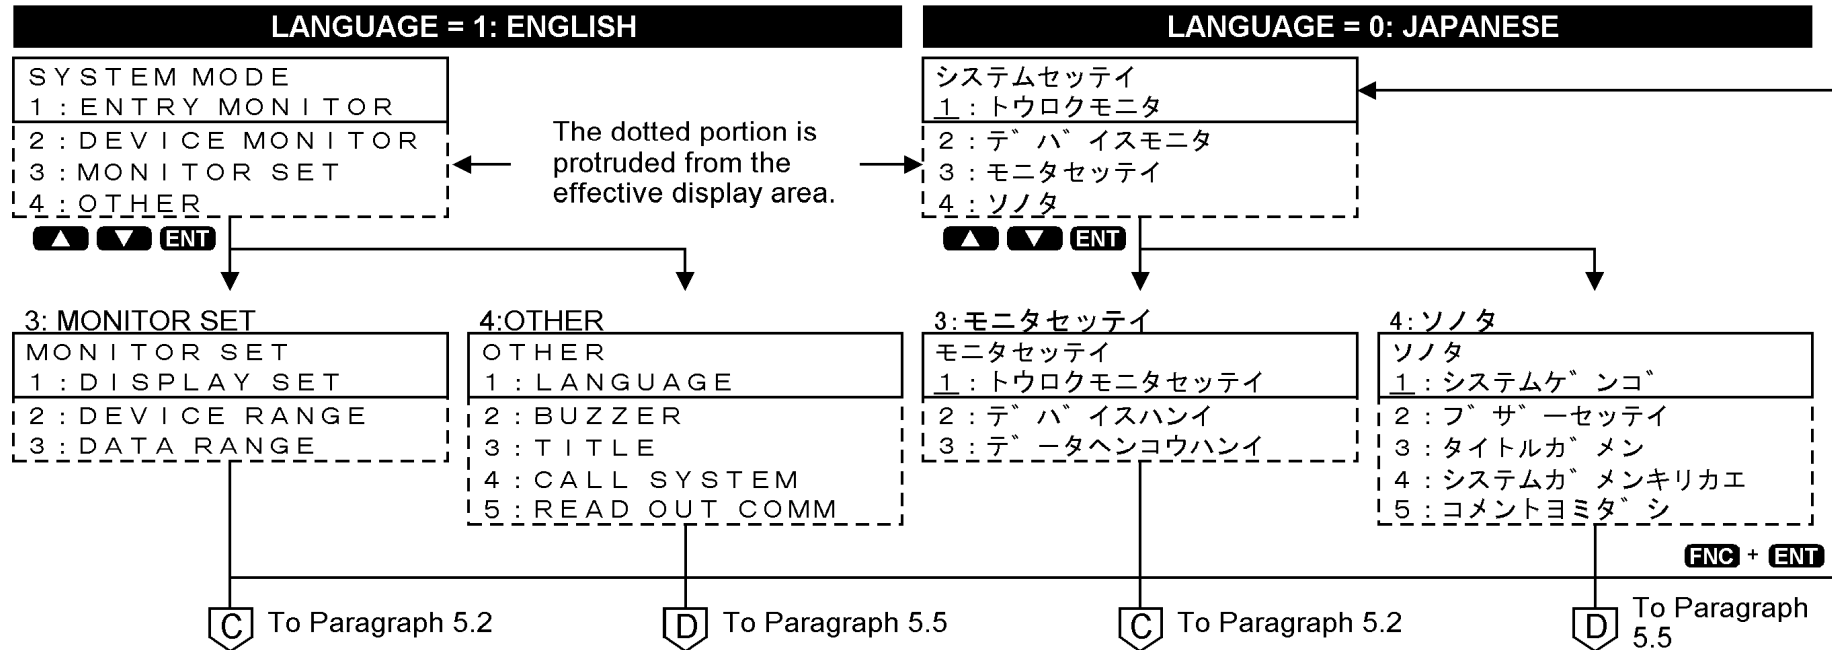 LANGUAGE = 1: ENGLISH
SYSTEM MODE
1 : ENTRY MONITOR
2 : DEVICE MONITOR
3 : MONITOR SET
4 : OTHER
▲ ▼ ENT
The dotted portion is
protruded from the
effective display area.
LANGUAGE = 0: JAPANESE
システムセッテイ
1 : トウロクモニタ
2 : デバイスモニタ
3 : モニタセッテイ
4 : ソノタ
▲ ▼ ENT
3: MONITOR SET
MONITOR SET
1 : DISPLAY SET
2 : DEVICE RANGE
3 : DATA RANGE
4:OTHER
OTHER
1 : LANGUAGE
2 : BUZZER
3 : TITLE
4 : CALL SYSTEM
5 : READ OUT COMM
3:モニタセッテイ
モニタセッテイ
1 : トウロクモニタセッテイ
2 : デバイスハンイ
3 : データヘンコウハンイ
4:ソノタ
ソノタ
1 : システムゲンゴ
2 : ブザーセッテイ
3 : タイトルガメン
4 : システムガメンキリカエ
5 : コメントヨミダシ
FNC + ENT
C To Paragraph 5.2
D To Paragraph 5.5
C To Paragraph 5.2
D To Paragraph
5.5